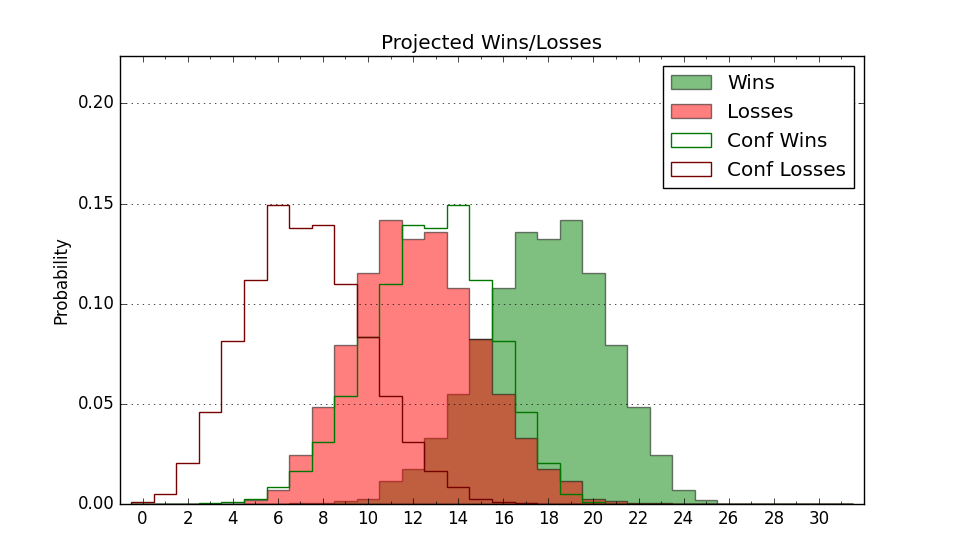 Projected Wins/Losses
Wins
Losses
Conf Wins
Conf Losses
Probability
0.20
0.15
0.10
0.05
0.00
0 2 4 6 8 10 12 14 16 18 20 22 24 26 28 30